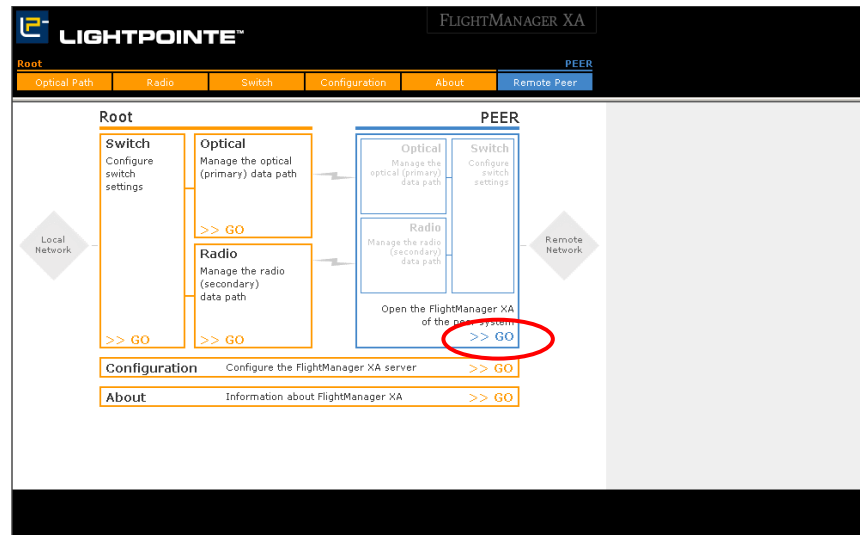 LIGHTPOINTE™
FLIGHTMANAGER XA
Root
PEER
Optical Path
Radio
Switch
Configuration
About
Remote Peer
Root
PEER
Switch
Configure
switch
settings
>> GO
Optical
Manage the optical
(primary) data path
>> GO
Radio
Manage the radio
(secondary)
data path
>> GO
Local
Network
Optical
Manage the
optical (primary)
data path
Switch
Configure
switch
settings
Radio
Manage the radio
(secondary)
data path
Open the FlightManager XA
of the peer system
>> GO
Remote
Network
Configuration
Configure the FlightManager XA server
>> GO
About
Information about FlightManager XA
>> GO